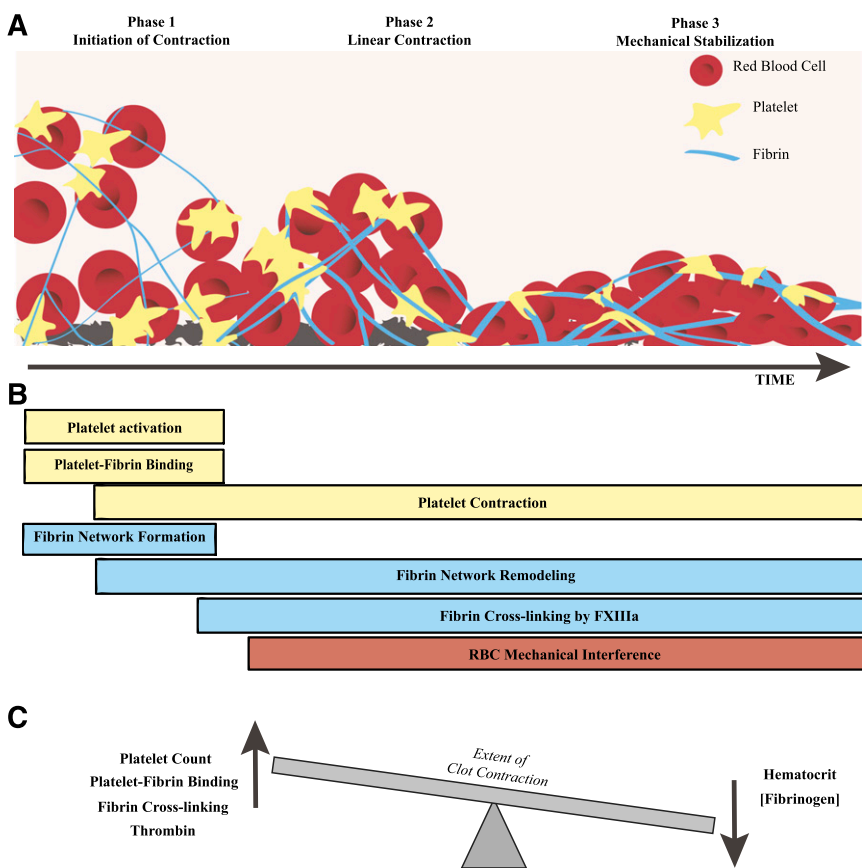 A
Phase 1
Initiation of Contraction
Phase 2
Linear Contraction
Phase 3
Mechanical Stabilization
Red Blood Cell
Platelet
Fibrin
TIME
B
Platelet activation
Platelet-Fibrin Binding
Platelet Contraction
Fibrin Network Formation
Fibrin Network Remodeling
Fibrin Cross-linking by FXIIIa
RBC Mechanical Interference
C
Platelet Count
Platelet-Fibrin Binding
Fibrin Cross-linking
Thrombin
Extent of
Clot Contraction
Hematocrit
[Fibrinogen]